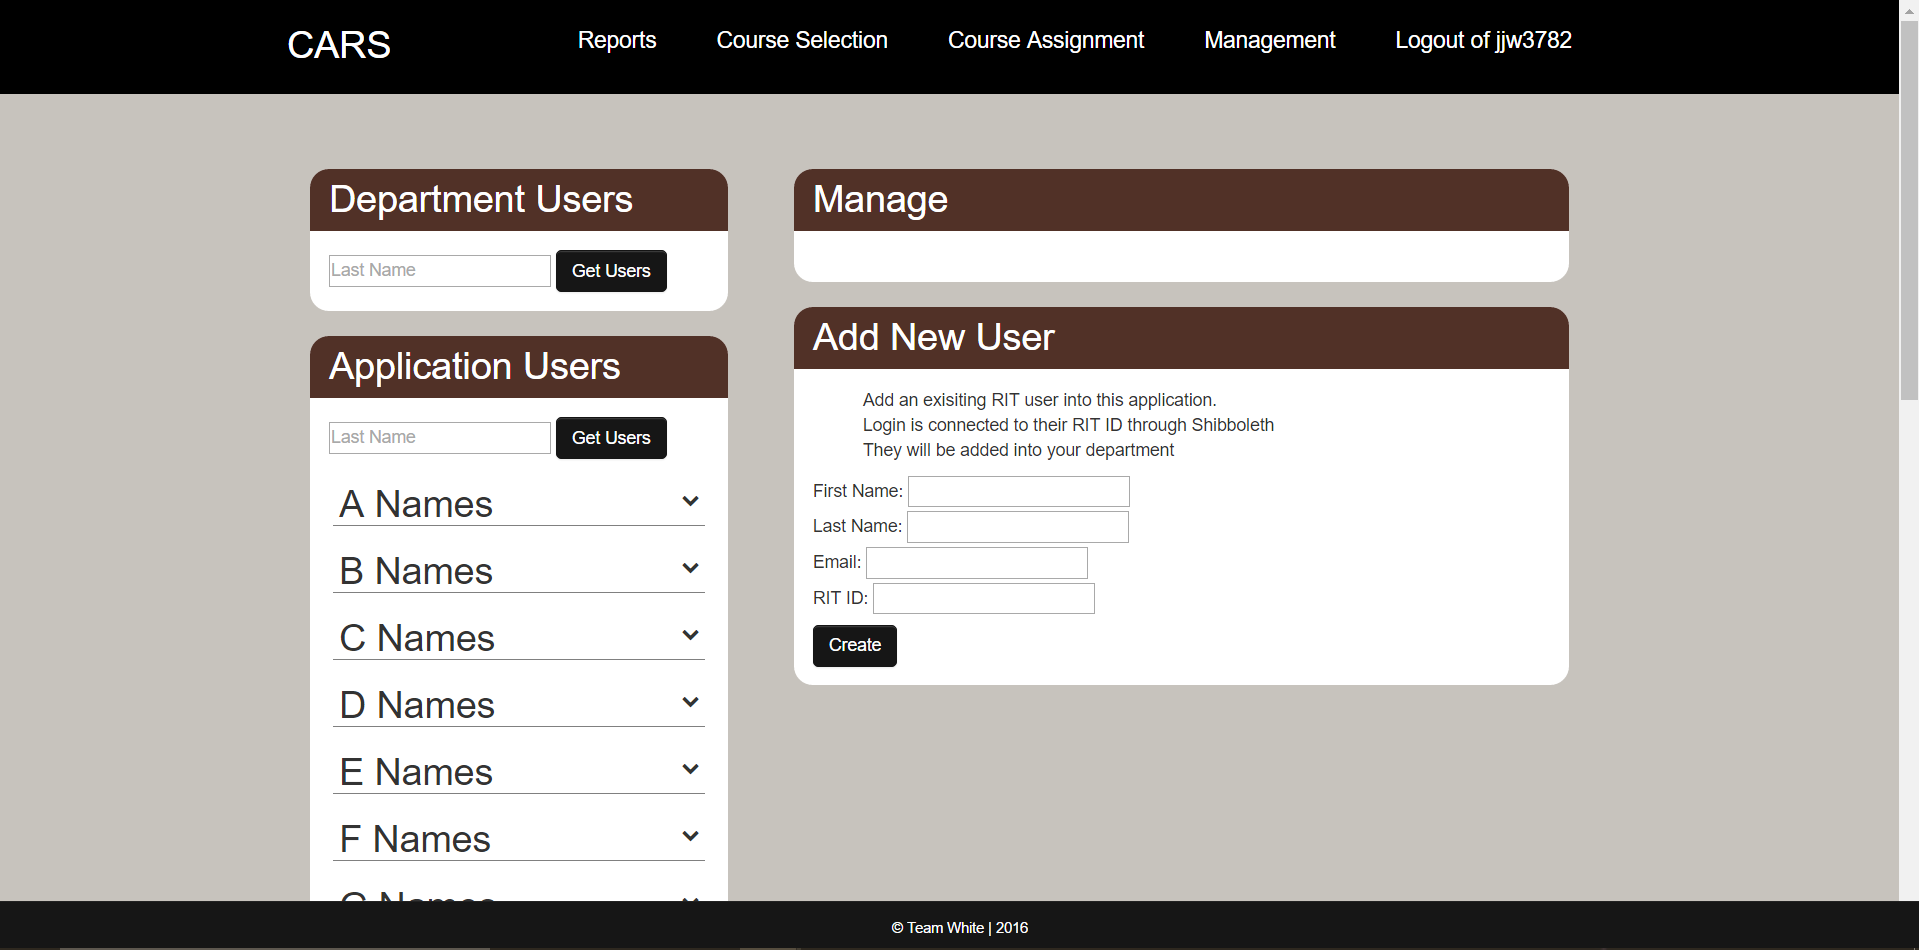 CARS
Reports
Course Selection
Course Assignment
Management
Logout of jjw3782
Department Users
Last Name
Get Users
Application Users
Last Name
Get Users
A Names
B Names
C Names
D Names
E Names
F Names
G Names
Manage
Add New User
Add an exisiting RIT user into this application.
Login is connected to their RIT ID through Shibboleth
They will be added into your department
First Name:
Last Name:
Email:
RIT ID:
Create
© Team White | 2016